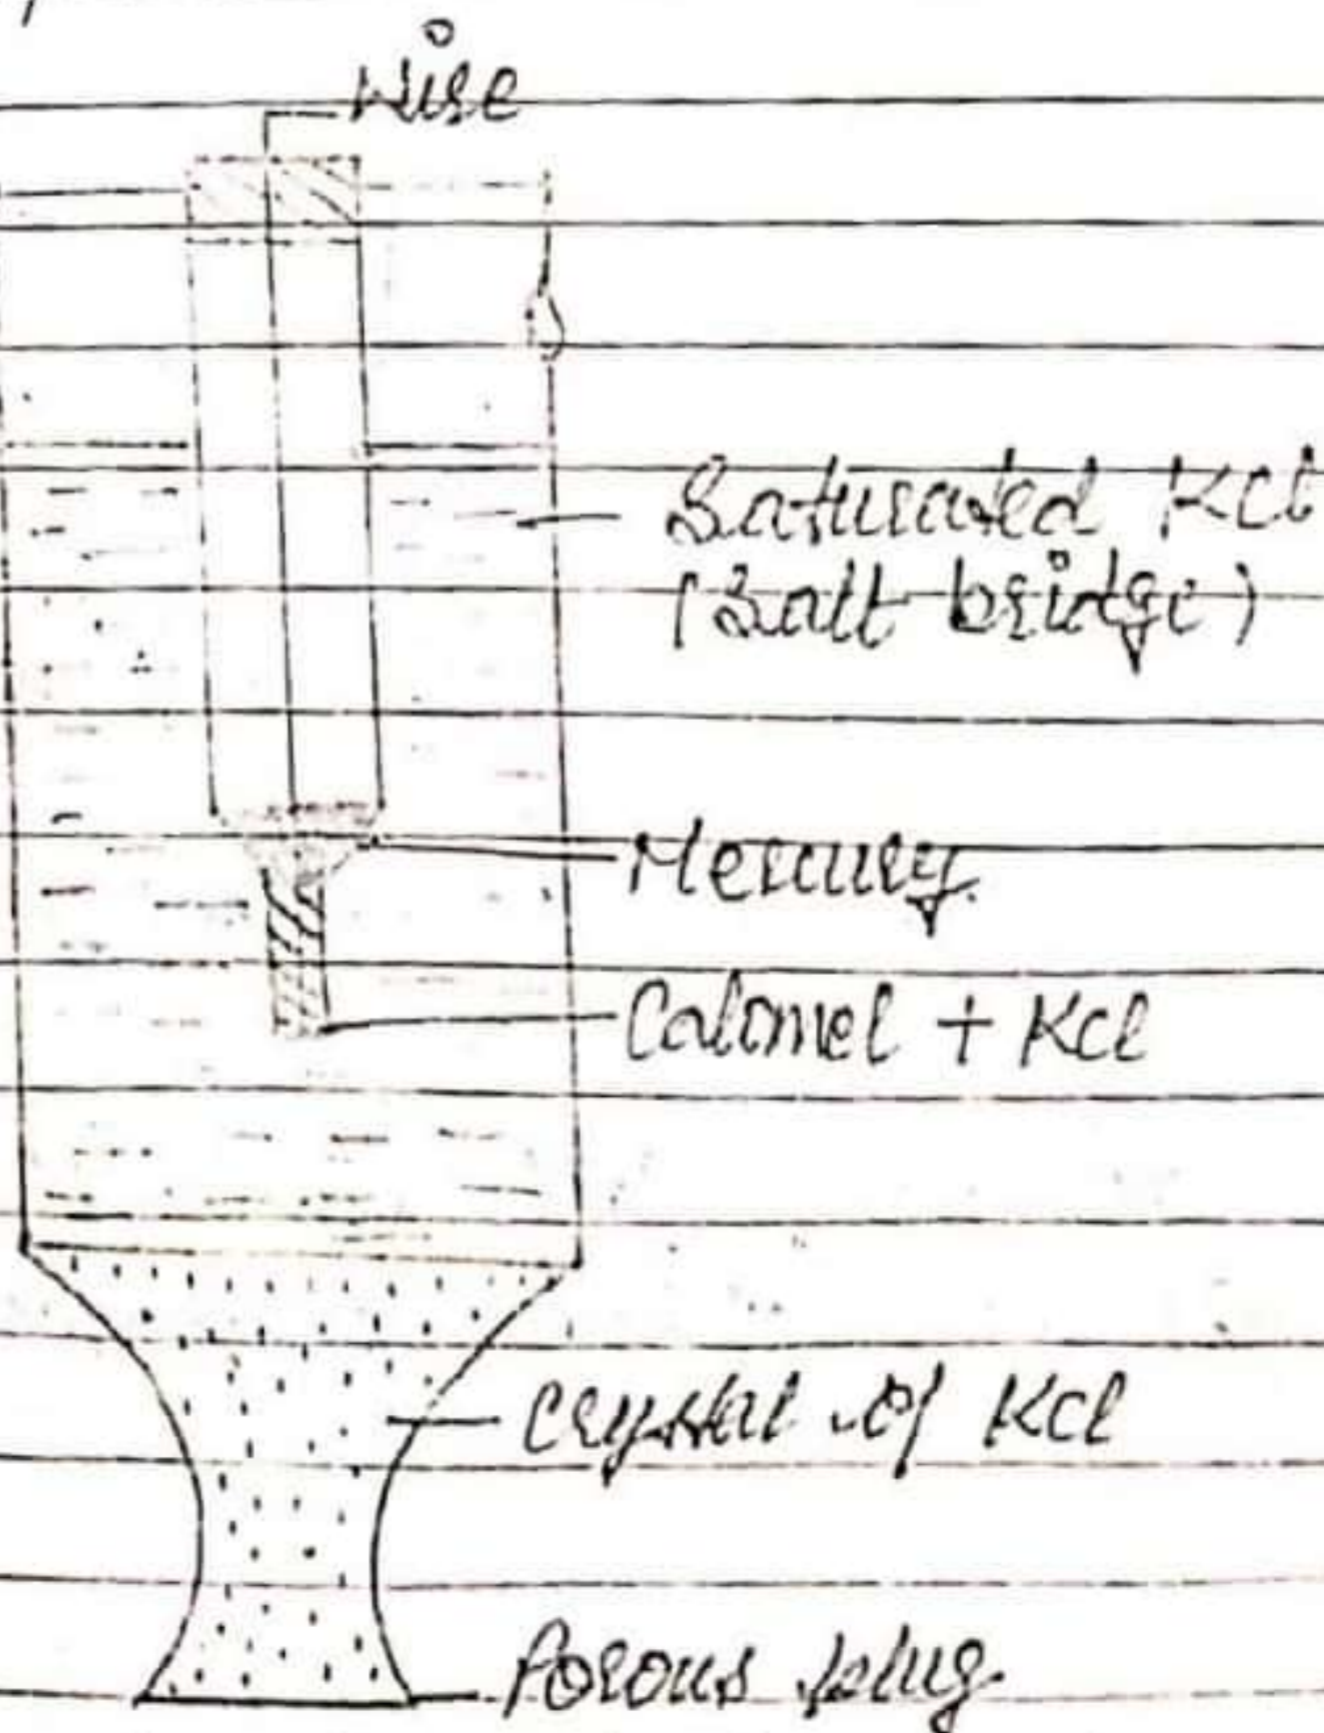 Wire
Saturated KCl
(Salt bridge)
Mercury
Calomel + KCl
Crystal of KCl
Porous plug